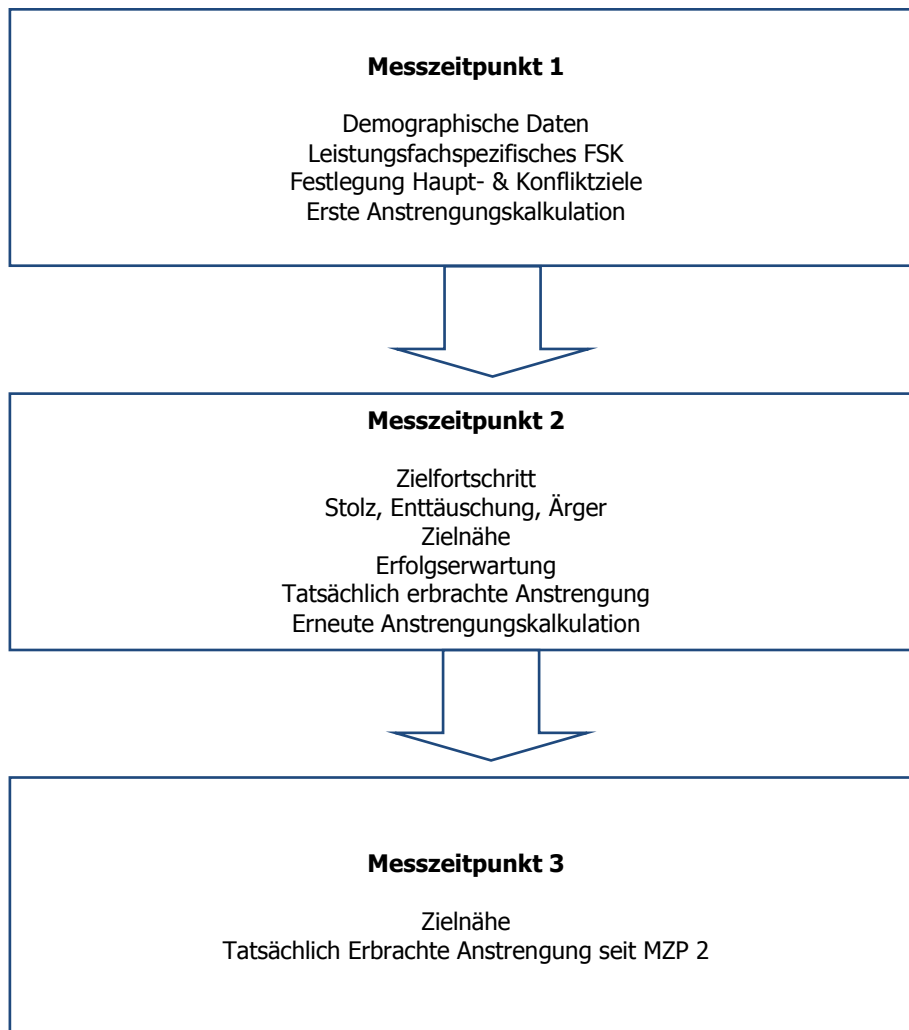 Messzeitpunkt 1
Demographische Daten
Leistungsfachspezifisches FSK
Festlegung Haupt- & Konfliktziele
Erste Anstrengungskalkulation
Messzeitpunkt 2
Zielfortschritt
Stolz, Enttäuschung, Ärger
Zielnähe
Erfolgserwartung
Tatsächlich erbrachte Anstrengung
Erneute Anstrengungskalkulation
Messzeitpunkt 3
Zielnähe
Tatsächlich Erbrachte Anstrengung seit MZP 2